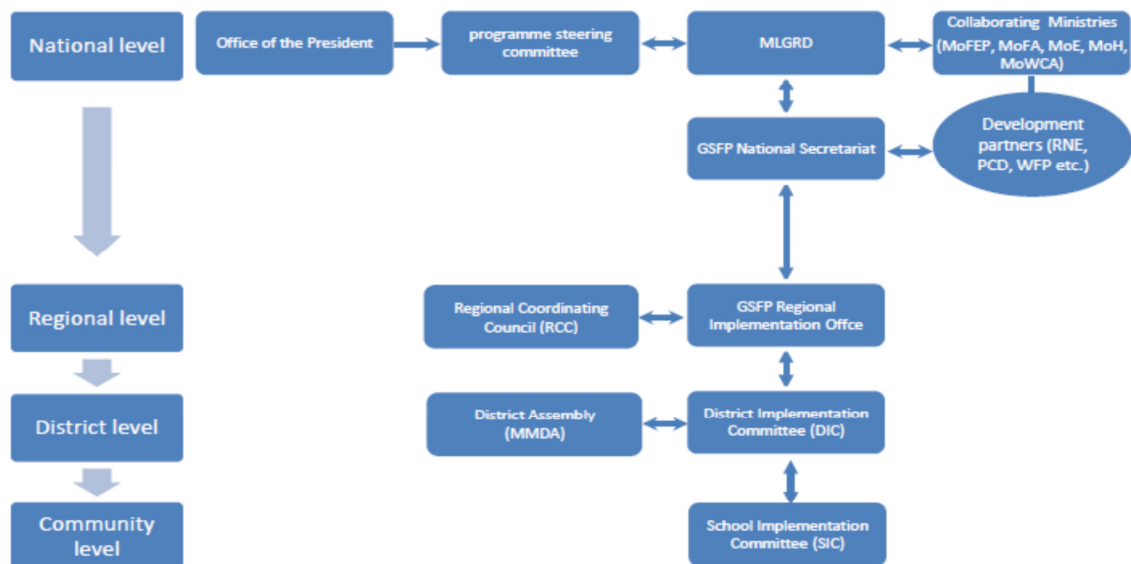 National level
Office of the President
programme steering
committee
MLGRD
Collaborating Ministries
(MoFEP, MoFA, MoE, MoH,
MoWCA)
GSFP National Secretariat
Development
partners (RNE,
PCD, WFP etc.)
Regional level
Regional Coordinating
Council (RCC)
GSFP Regional
Implementation Offce
District level
District Assembly
(MMDA)
District Implementation
Committee (DIC)
Community
level
School Implementation
Committee (SIC)